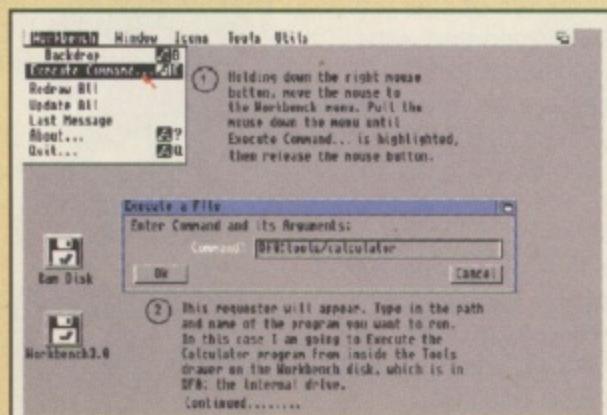 Workbench Window Icons Tools Utils
Backdrop B
Execute Command... E
Redraw All
Update All
Last Message
About... ?
Quit... Q
1 Holding down the right mouse
button, move the mouse to
the Workbench menu. Pull the
mouse down the menu until
Execute Command... is highlighted,
then release the mouse button.
Execute a File
Enter Command and its Arguments:
Command: DF0:tools/calculator
Ok Cancel
Ram Disk
Workbench3.0
2 This requester will appear. Type in the path
and name of the program you want to run.
In this case I am going to Execute the
Calculator program from inside the Tools
drawer on the Workbench disk, which is in
DF0: the internal drive.
Continued........